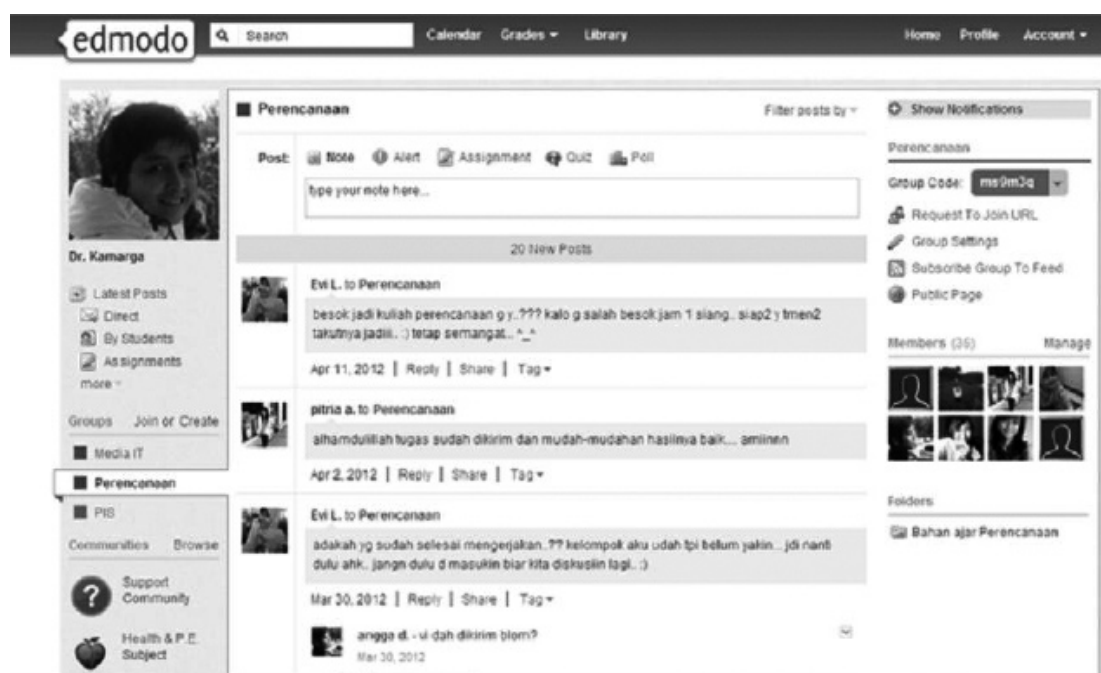 edmodo
Search
Calendar Grades Library
Home Profile Account
Dr. Kamarga
Latest Posts
Direct
By Students
Assignments
more
Groups Join or Create
Media IT
Perencanaan
PIS
Communities Browse
Support
Community
Health & P.E.
Subject
Perencanaan
Filter posts by
Post: Note Alert Assignment Quiz Poll
type your note here...
20 New Posts
Evi L. to Perencanaan
besok jadi kuliah perencanaan g y..??? kalo g salah besok jam 1 siang.. siap2 y tmen2
takutnya jadiii.. :) tetap semangat.. ^_^
Apr 11, 2012 | Reply | Share | Tag
pitria a. to Perencanaan
alhamdulillah tugas sudah dikirim dan mudah-mudahan hasilnya baik.... amiinnn
Apr 2, 2012 | Reply | Share | Tag
Evi L. to Perencanaan
adakah yg sudah selesai mengerjakan..?? kelompok aku udah tpi belum yakin... jdi nanti
dulu ahk.. jangn dulu d masukin biar kita diskusiin lagi.. :)
Mar 30, 2012 | Reply | Share | Tag
angga d. - vi dah dikirim blom?
Mar 30, 2012
Show Notifications
Perencanaan
Group Code: ms9m3q
Request To Join URL
Group Settings
Subscribe Group To Feed
Public Page
Members (35) Manage
Folders
Bahan ajar Perencanaan